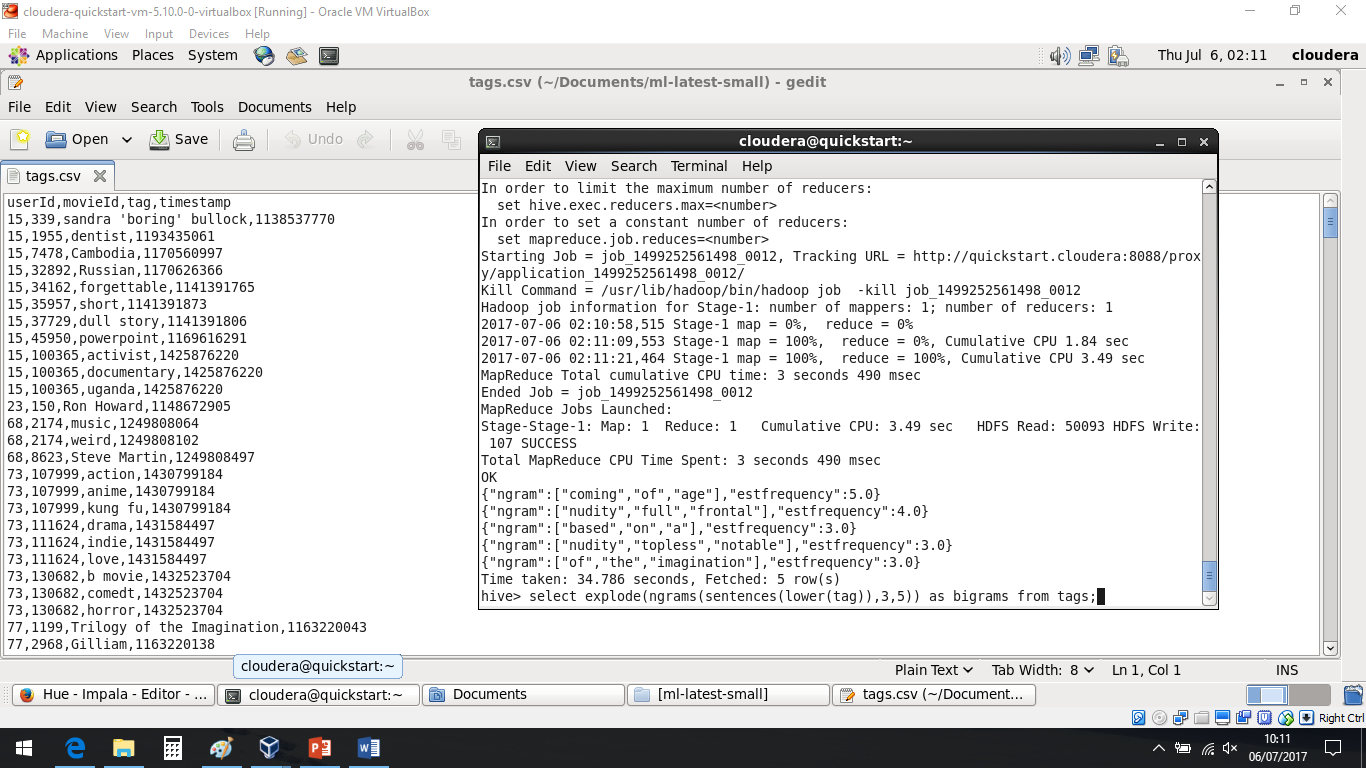 cloudera-quickstart-vm-5.10.0-0-virtualbox [Running] - Oracle VM VirtualBox
File Machine View Input Devices Help
Applications Places System Thu Jul 6, 02:11 cloudera
tags.csv (~/Documents/ml-latest-small) - gedit
File Edit View Search Tools Documents Help
Open Save Undo
tags.csv
userId,movieId,tag,timestamp
15,339,sandra 'boring' bullock,1138537770
15,1955,dentist,1193435061
15,7478,Cambodia,1170560997
15,32892,Russian,1170626366
15,34162,forgettable,1141391765
15,35957,short,1141391873
15,37729,dull story,1141391806
15,45950,powerpoint,1169616291
15,100365,activist,1425876220
15,100365,documentary,1425876220
15,100365,uganda,1425876220
23,150,Ron Howard,1148672905
68,2174,music,1249808064
68,2174,weird,1249808102
68,8623,Steve Martin,1249808497
73,107999,action,1430799184
73,107999,anime,1430799184
73,107999,kung fu,1430799184
73,111624,drama,1431584497
73,111624,indie,1431584497
73,111624,love,1431584497
73,130682,b movie,1432523704
73,130682,comedt,1432523704
73,130682,horror,1432523704
77,1199,Trilogy of the Imagination,1163220043
77,2968,Gilliam,1163220138
cloudera@quickstart:~
File Edit View Search Terminal Help
In order to limit the maximum number of reducers:
set hive.exec.reducers.max=<number>
In order to set a constant number of reducers:
set mapreduce.job.reduces=<number>
Starting Job = job_1499252561498_0012, Tracking URL = http://quickstart.cloudera:8088/prox
y/application_1499252561498_0012/
Kill Command = /usr/lib/hadoop/bin/hadoop job  -kill job_1499252561498_0012
Hadoop job information for Stage-1: number of mappers: 1; number of reducers: 1
2017-07-06 02:10:58,515 Stage-1 map = 0%,  reduce = 0%
2017-07-06 02:11:09,553 Stage-1 map = 100%,  reduce = 0%, Cumulative CPU 1.84 sec
2017-07-06 02:11:21,464 Stage-1 map = 100%,  reduce = 100%, Cumulative CPU 3.49 sec
MapReduce Total cumulative CPU time: 3 seconds 490 msec
Ended Job = job_1499252561498_0012
MapReduce Jobs Launched:
Stage-Stage-1: Map: 1  Reduce: 1   Cumulative CPU: 3.49 sec   HDFS Read: 50093 HDFS Write:
107 SUCCESS
Total MapReduce CPU Time Spent: 3 seconds 490 msec
OK
{"ngram":["coming","of","age"],"estfrequency":5.0}
{"ngram":["nudity","full","frontal"],"estfrequency":4.0}
{"ngram":["based","on","a"],"estfrequency":3.0}
{"ngram":["nudity","topless","notable"],"estfrequency":3.0}
{"ngram":["of","the","imagination"],"estfrequency":3.0}
Time taken: 34.786 seconds, Fetched: 5 row(s)
hive> select explode(ngrams(sentences(lower(tag)),3,5)) as bigrams from tags;
cloudera@quickstart:~
Plain Text Tab Width: 8 Ln 1, Col 1 INS
Hue - Impala - Editor - ... cloudera@quickstart:~ Documents [ml-latest-small] tags.csv (~/Document...
Right Ctrl
10:11
06/07/2017